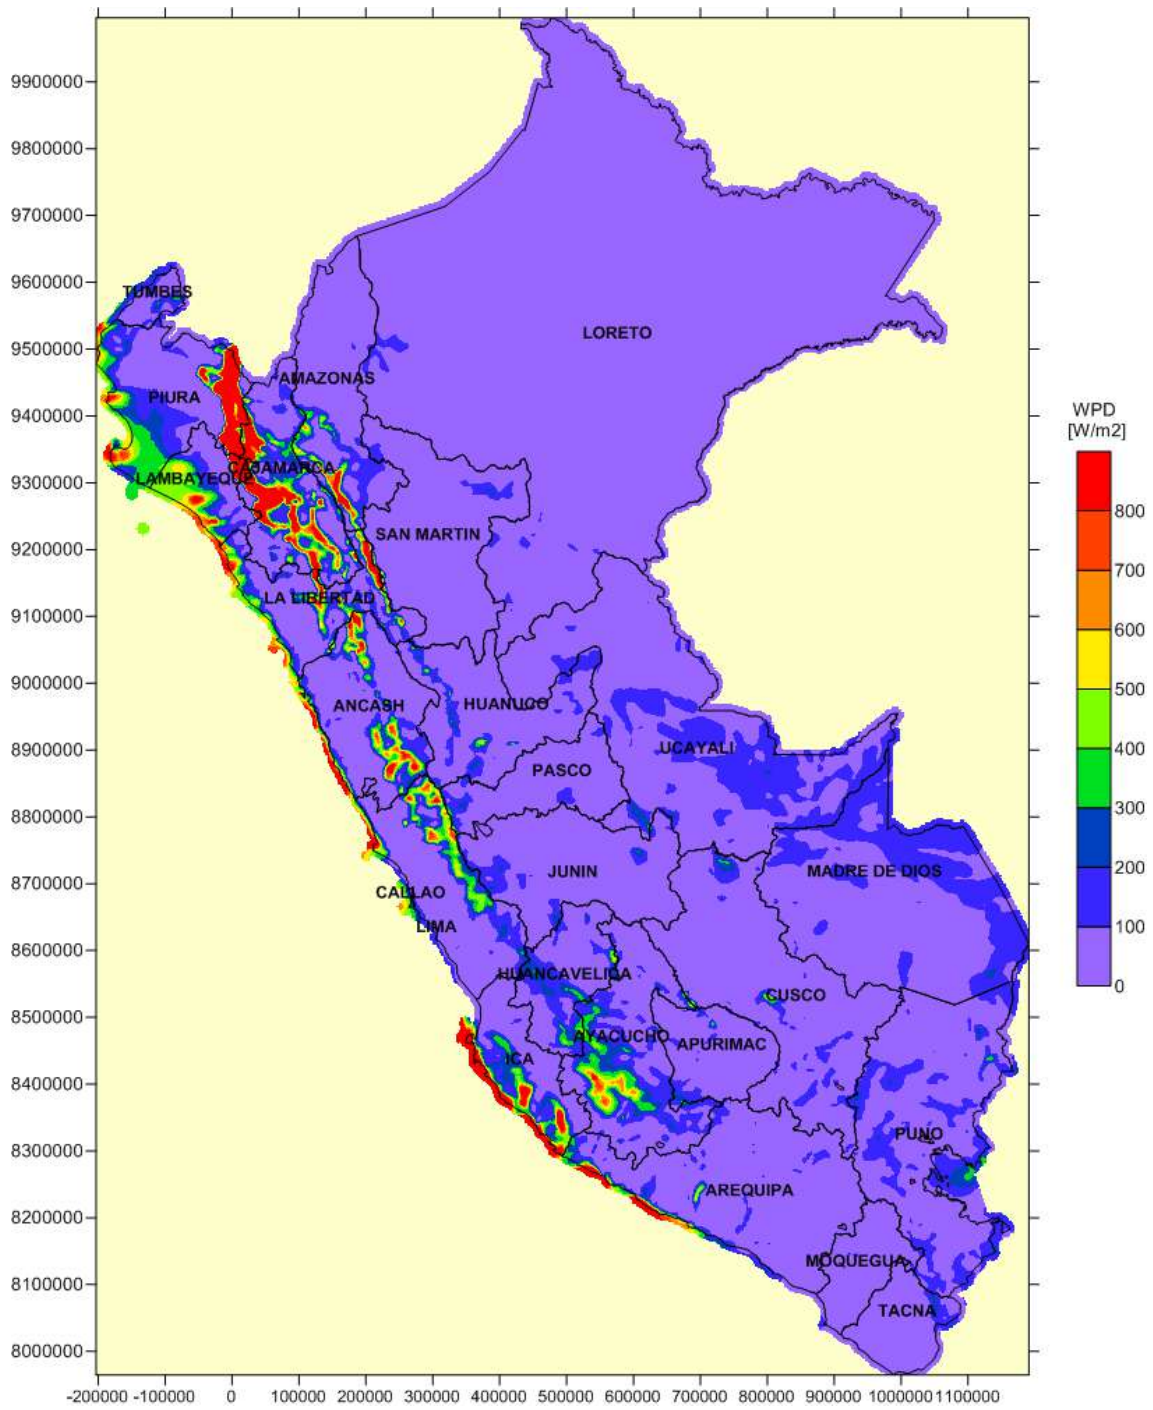 9900000
9800000
9700000
9600000
9500000
9400000
9300000
9200000
9100000
9000000
8900000
8800000
8700000
8600000
8500000
8400000
8300000
8200000
8100000
8000000
TUMBES
LORETO
AMAZONAS
PIURA
CAJAMARCA
LAMBAYEQUE
SAN MARTIN
LA LIBERTAD
ANCASH
HUANUCO
UCAYALI
PASCO
JUNIN
MADRE DE DIOS
CALLAO
LIMA
HUANCAVELICA
CUSCO
AYACUCHO
APURIMAC
ICA
PUNO
AREQUIPA
MOQUEGUA
TACNA
WPD
[W/m2]
800
700
600
500
400
300
200
100
0
-200000 -100000 0 100000 200000 300000 400000 500000 600000 700000 800000 900000 1000000 1100000